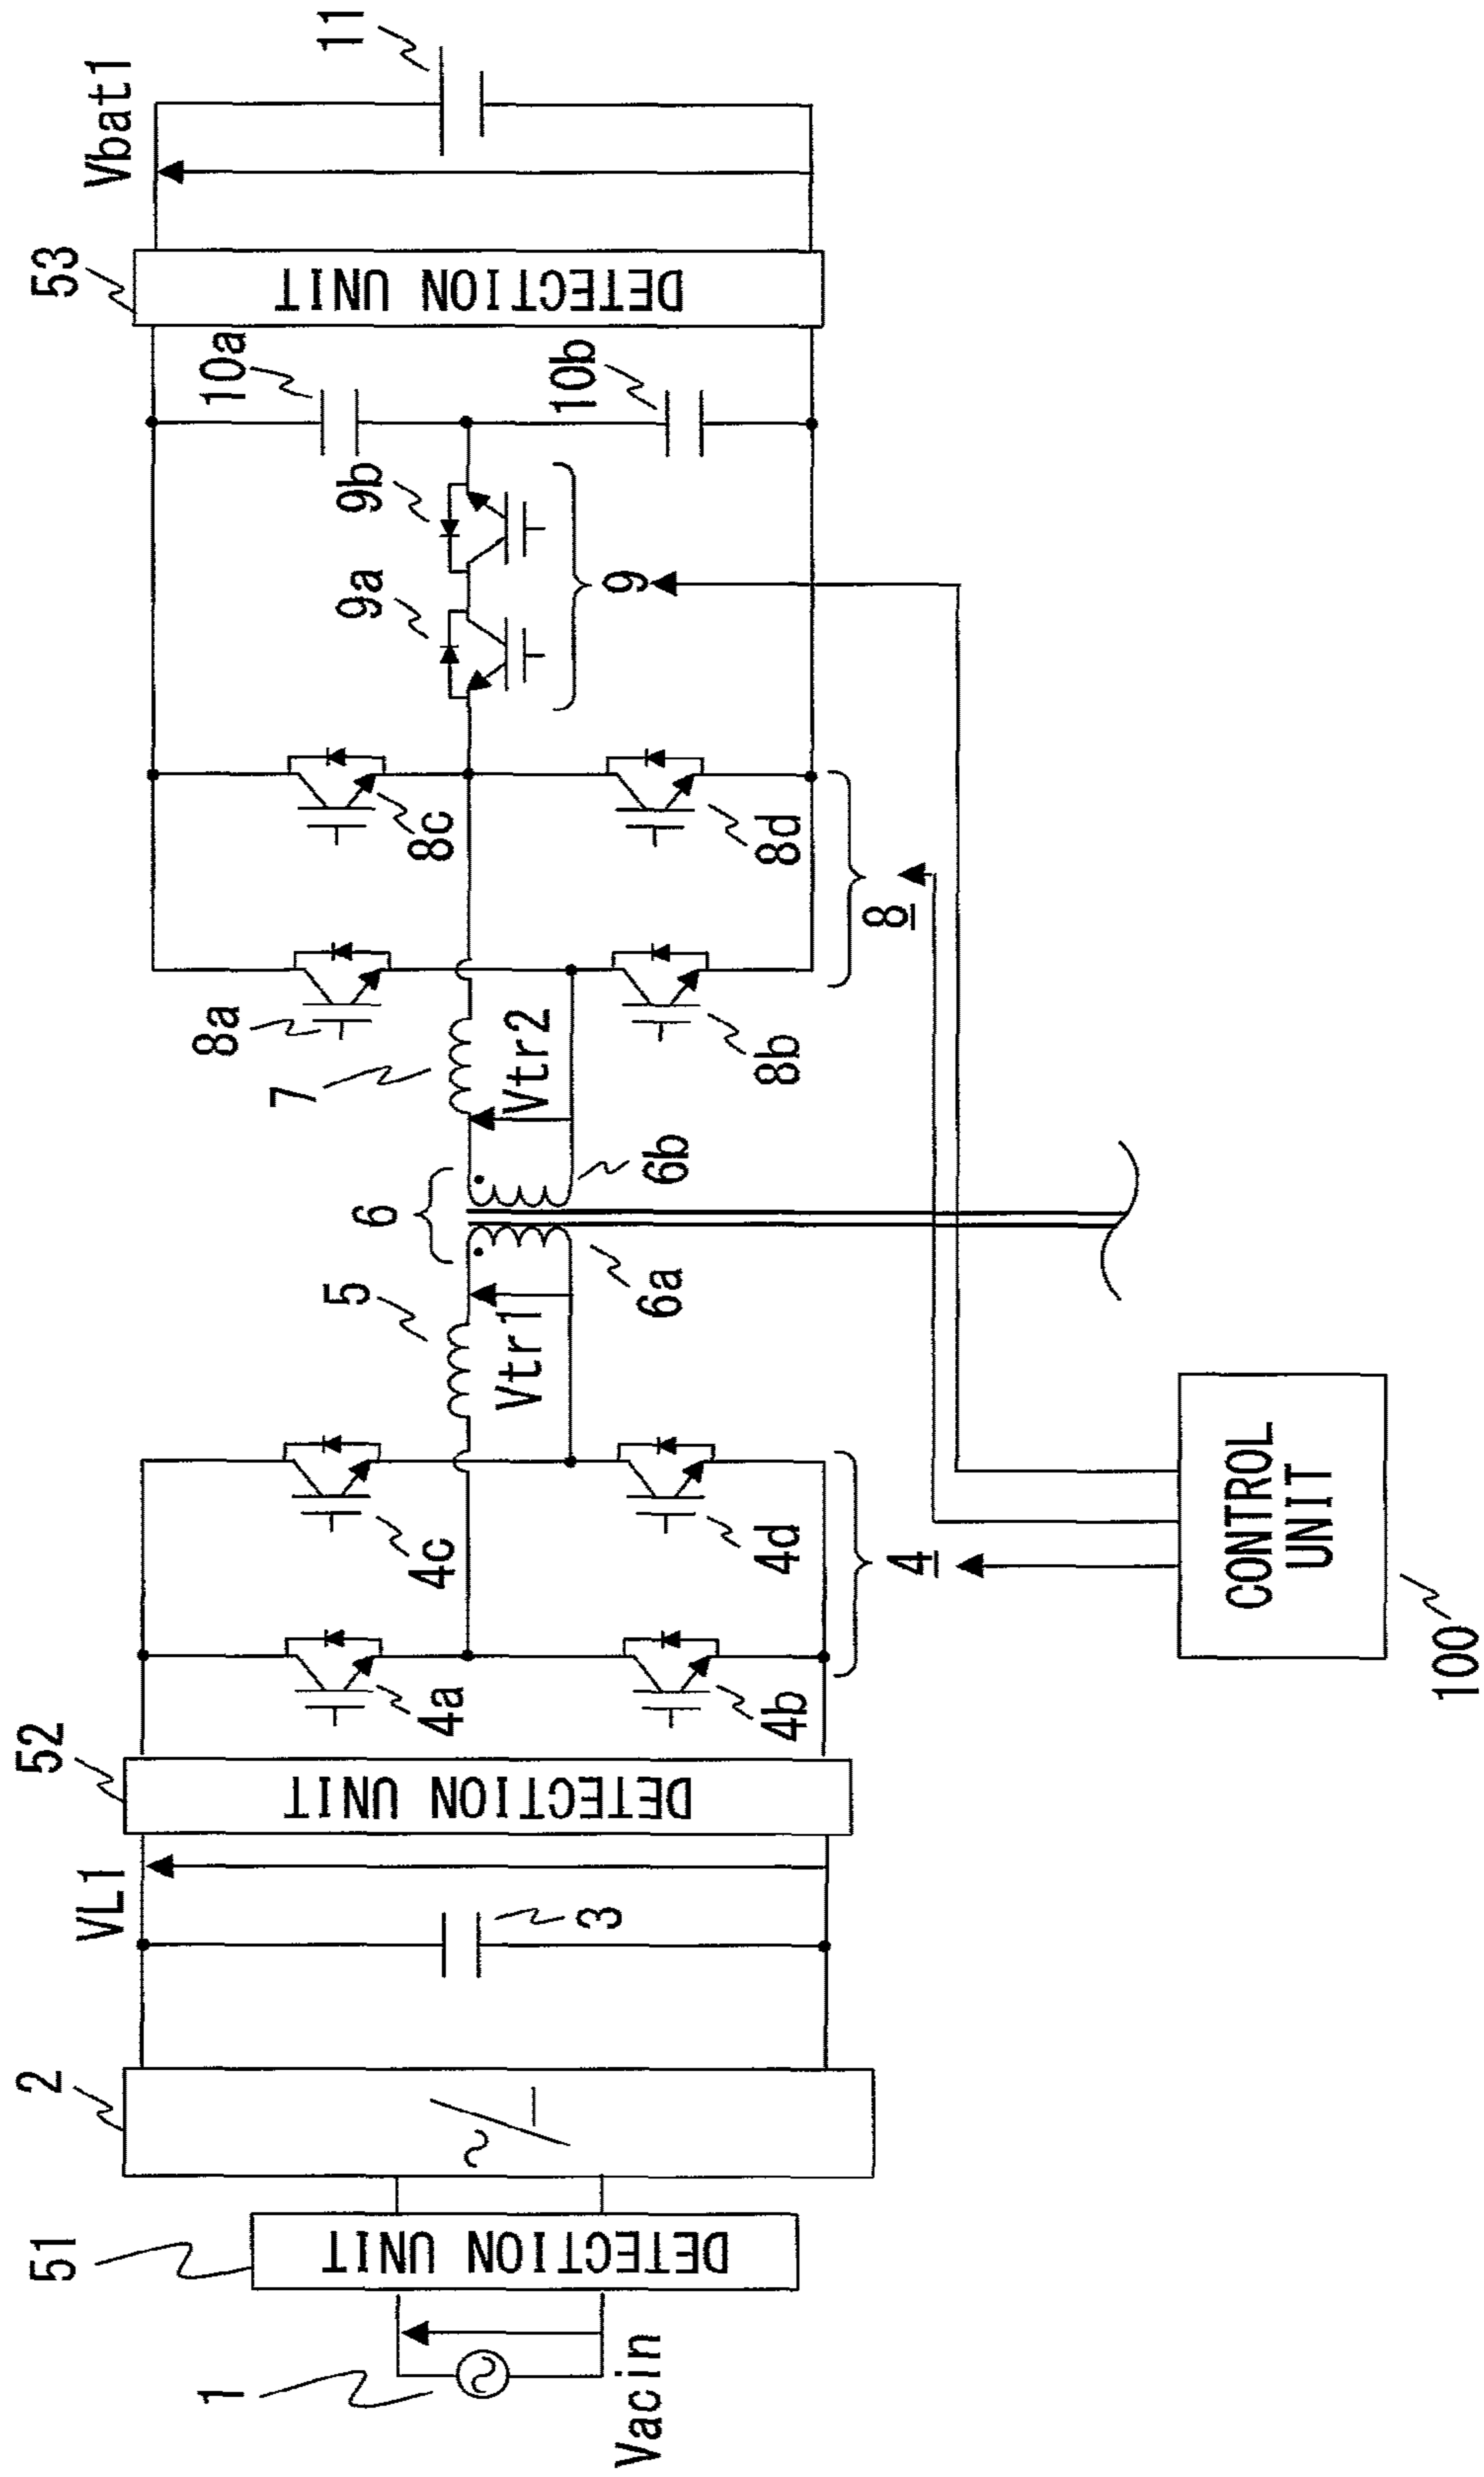 1
Vacin
51
DETECTION UNIT
2
3
VL1
52
DETECTION UNIT
4a
4b
4c
4d
4
5
Vtr1
6
6a
6b
Vtr2
7
8a
8b
8c
8d
8
9a
9b
9
10a
10b
53
DETECTION UNIT
Vbat1
11
CONTROL
UNIT
100